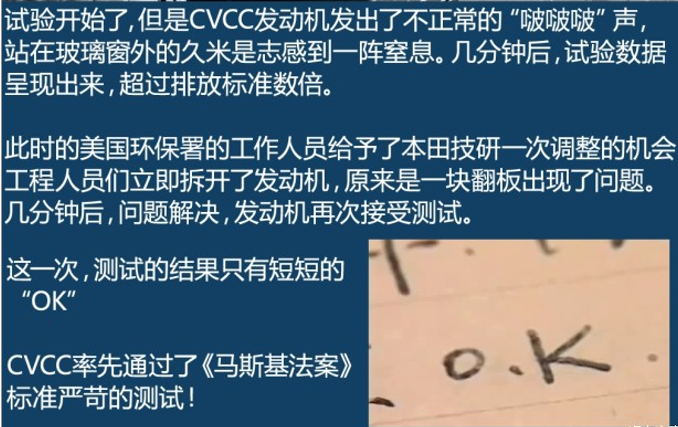 试验开始了,但是CVCC发动机发出了不正常的“啵啵啵”声,
站在玻璃窗外的久米是志感到一阵窒息。几分钟后,试验数据
呈现出来,超过排放标准数倍。
此时的美国环保署的工作人员给予了本田技研一次调整的机会
工程人员们立即拆开了发动机,原来是一块翻板出现了问题。
几分钟后,问题解决,发动机再次接受测试。
这一次,测试的结果只有短短的
“OK”
O.K.
CVCC率先通过了《马斯基法案》
标准严苛的测试!